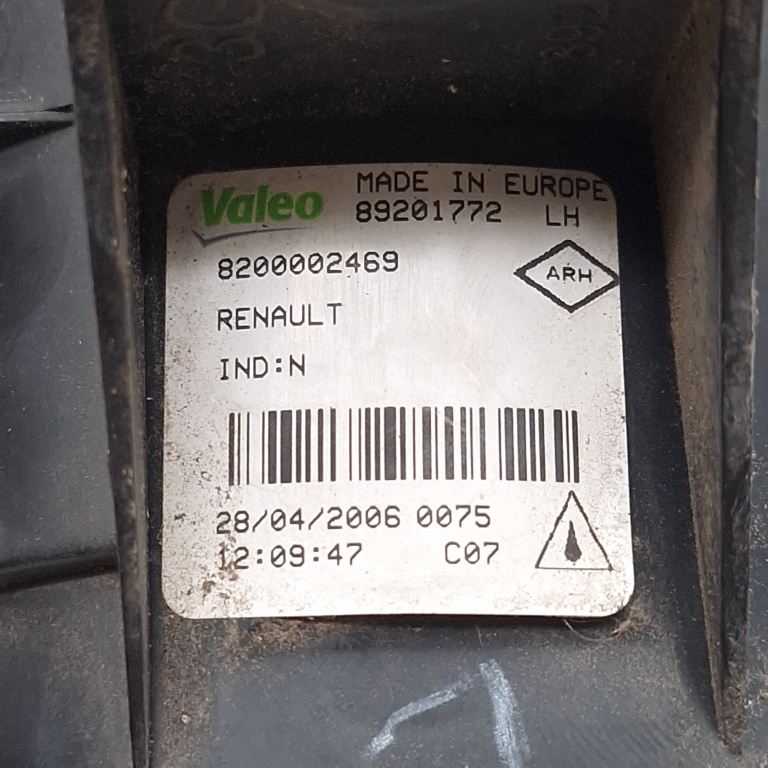 Valeo
MADE IN EUROPE
89201772 LH
8200002469
ARH
RENAULT
IND:N
28/04/2006 0075
12:09:47 C07